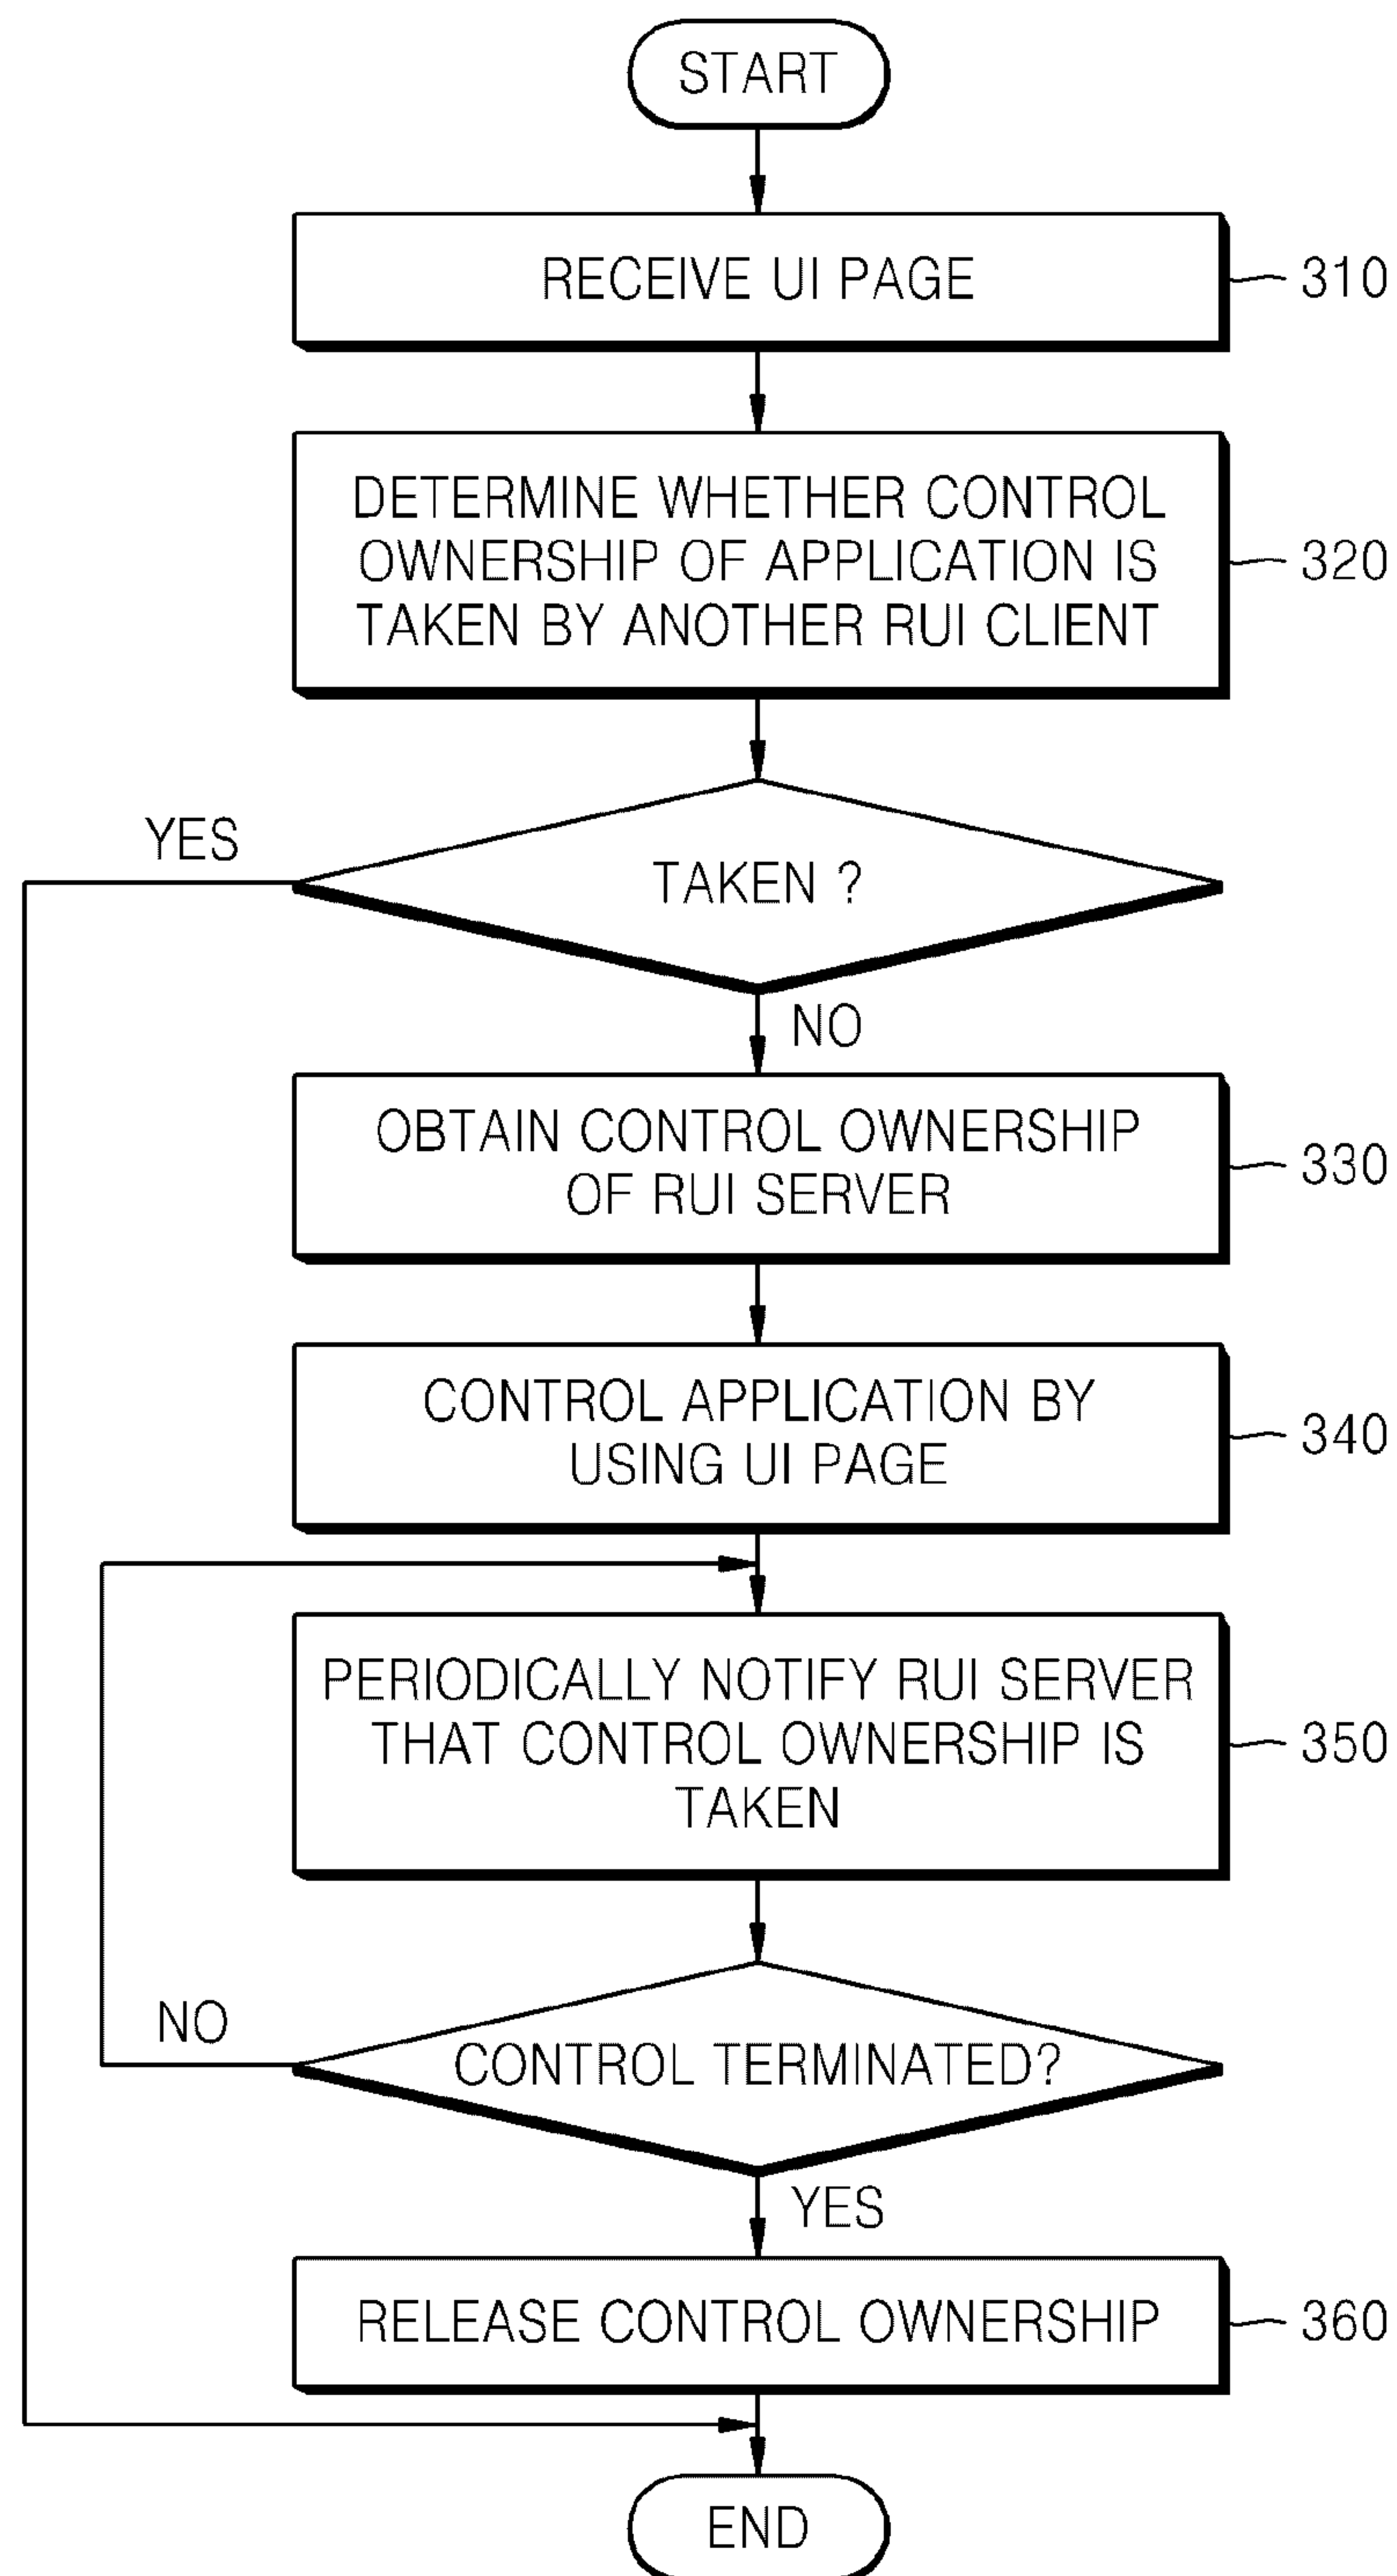 START
RECEIVE UI PAGE
310
DETERMINE WHETHER CONTROL
OWNERSHIP OF APPLICATION IS
TAKEN BY ANOTHER RUI CLIENT
320
YES
TAKEN ?
NO
OBTAIN CONTROL OWNERSHIP
OF RUI SERVER
330
CONTROL APPLICATION BY
USING UI PAGE
340
PERIODICALLY NOTIFY RUI SERVER
THAT CONTROL OWNERSHIP IS
TAKEN
350
NO
CONTROL TERMINATED?
YES
RELEASE CONTROL OWNERSHIP
360
END